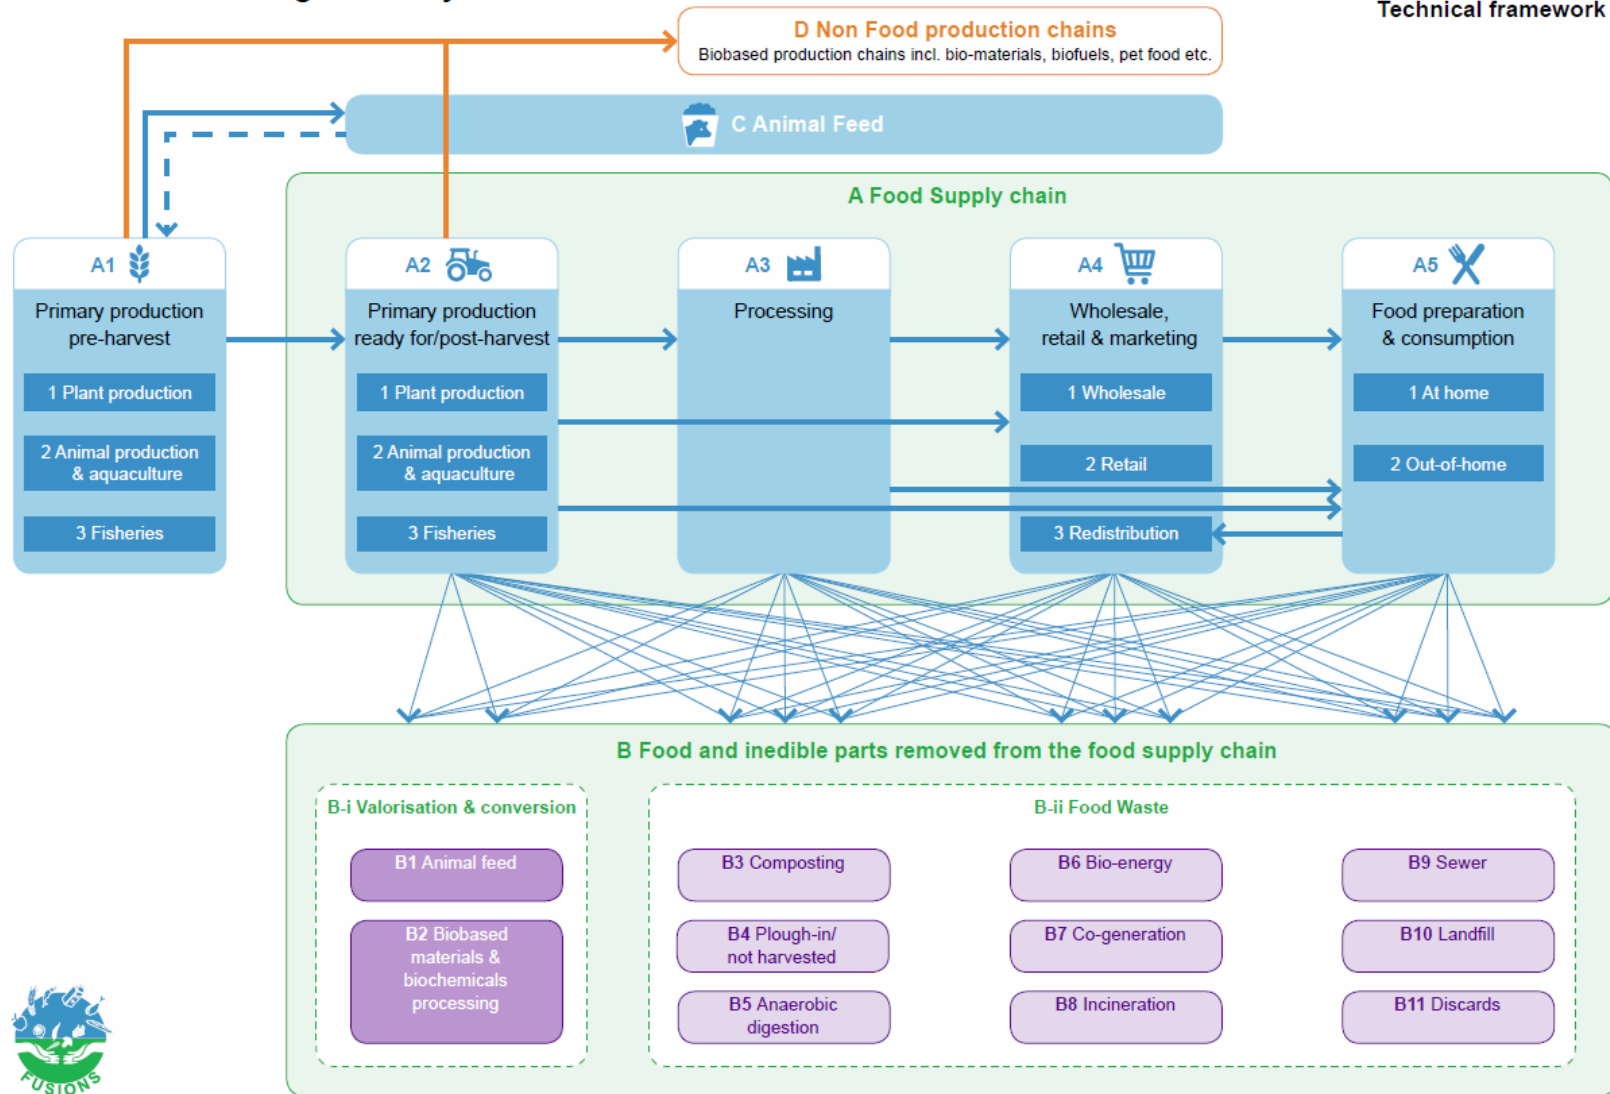 Technical framework
D Non Food production chains
Biobased production chains incl. bio-materials, biofuels, pet food etc.
C Animal Feed
A Food Supply chain
A1
Primary production
pre-harvest
1 Plant production
2 Animal production
& aquaculture
3 Fisheries
A2
Primary production
ready for/post-harvest
1 Plant production
2 Animal production
& aquaculture
3 Fisheries
A3
Processing
A4
Wholesale,
retail & marketing
1 Wholesale
2 Retail
3 Redistribution
A5
Food preparation
& consumption
1 At home
2 Out-of-home
B Food and inedible parts removed from the food supply chain
B-i Valorisation & conversion
B1 Animal feed
B2 Biobased
materials &
biochemicals
processing
B-ii Food Waste
B3 Composting
B4 Plough-in/
not harvested
B5 Anaerobic
digestion
B6 Bio-energy
B7 Co-generation
B8 Incineration
B9 Sewer
B10 Landfill
B11 Discards
FUSIONS